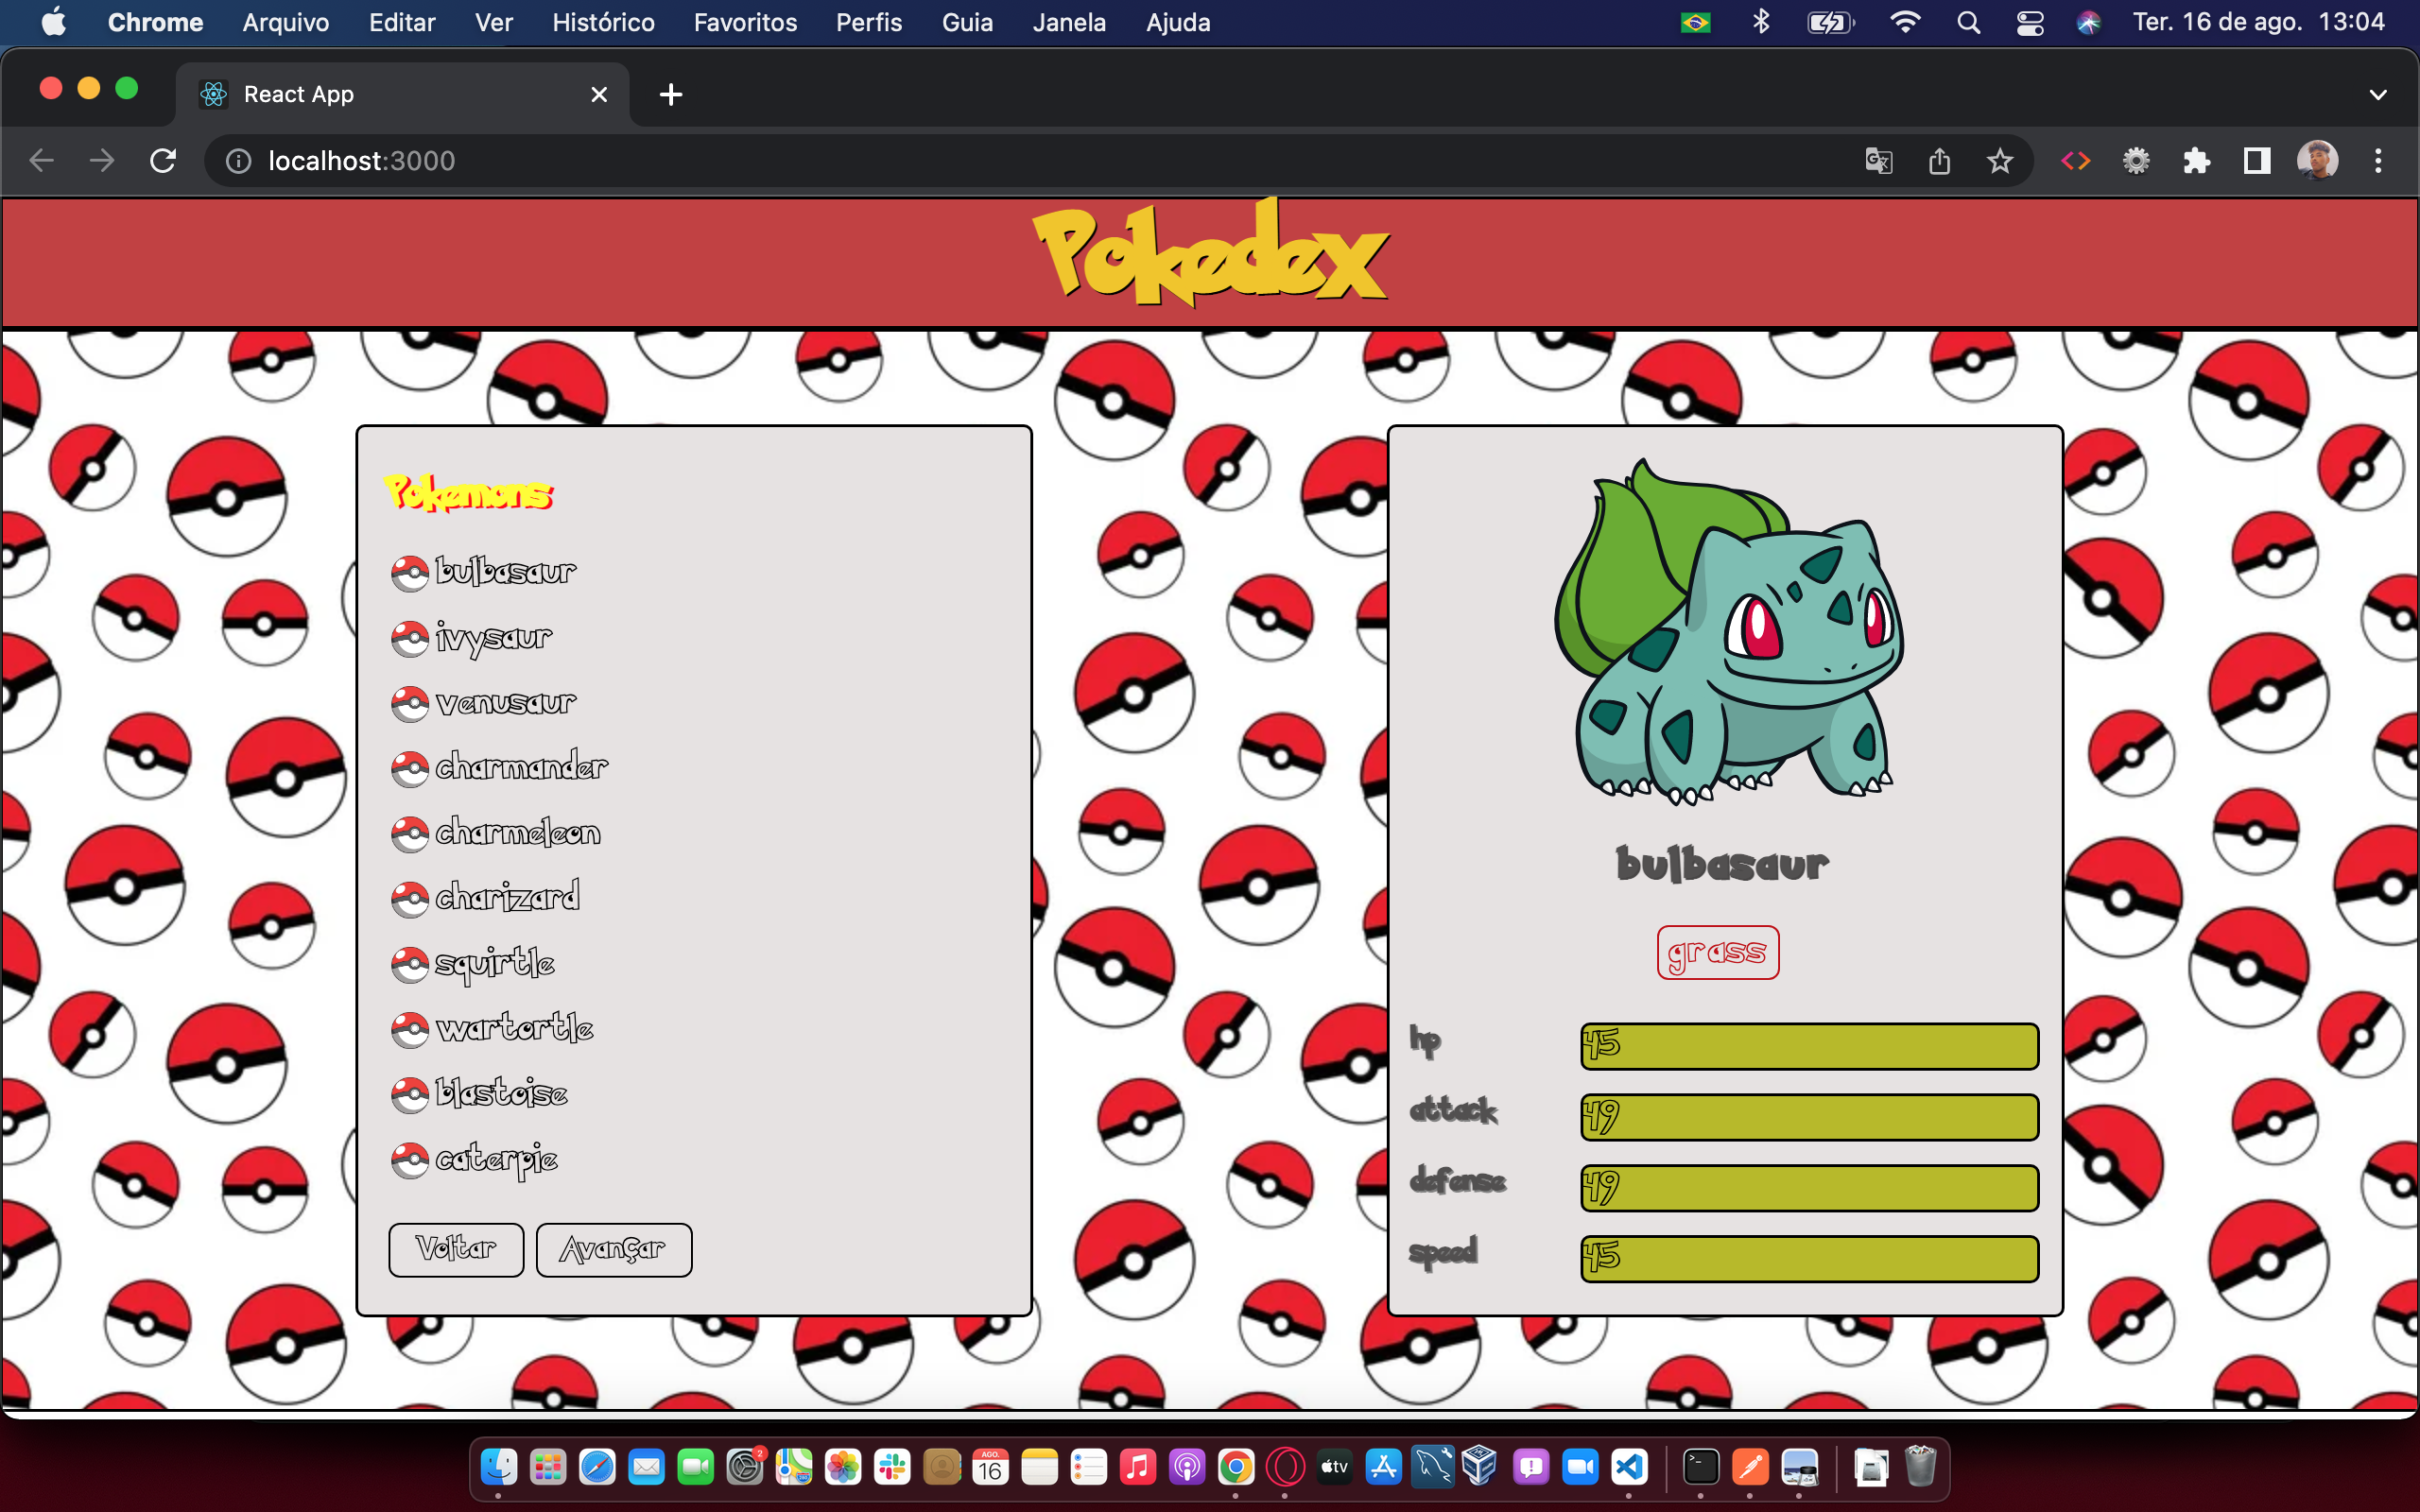 Chrome Arquivo Editar Ver Histórico Favoritos Perfis Guia Janela Ajuda Ter. 16 de ago. 13:04
React App
localhost:3000
Pokedex
Pokemons
bulbasaur
ivysaur
venusaur
charmander
charmeleon
charizard
squirtle
wartortle
blastoise
caterpie
Voltar Avançar
bulbasaur
grass
hp 45
attack 49
defense 49
speed 45
2
AGO.
16
tv